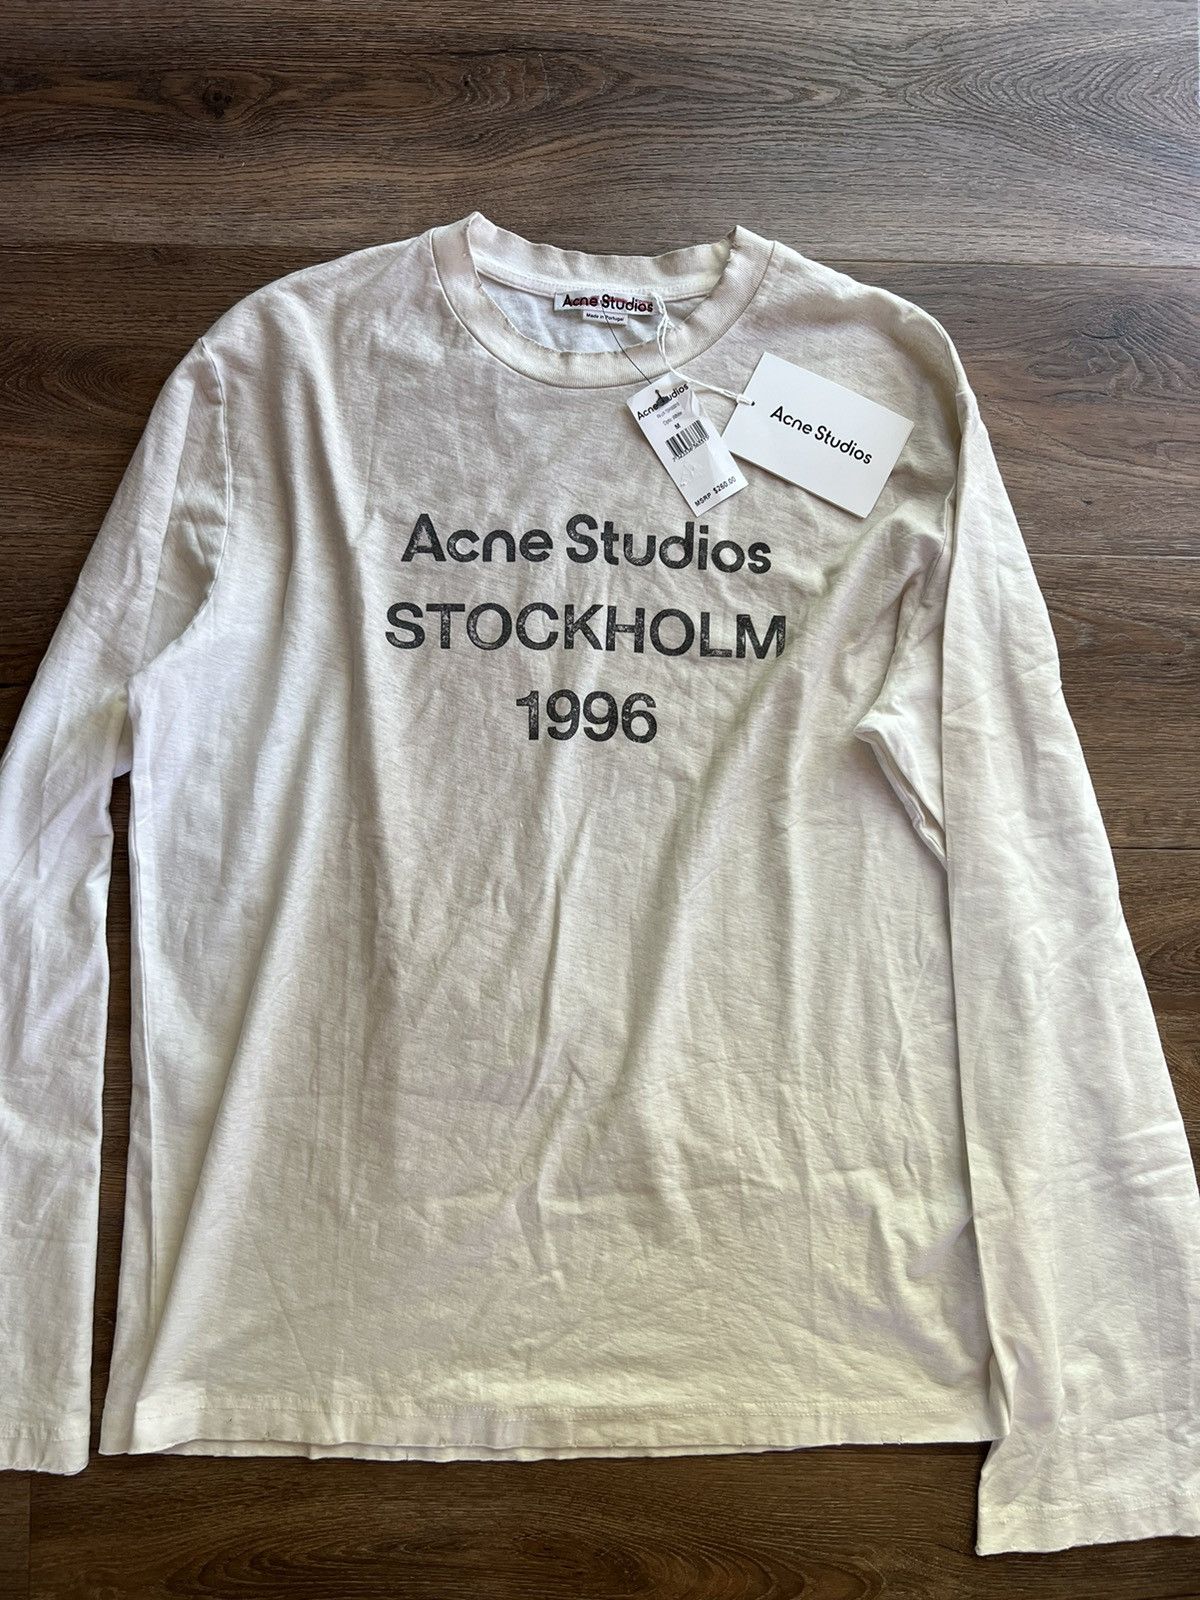 Acne Studios
Made in Portugal
Acne Studios
M
MSRP $260.00
Acne Studios
Acne Studios
STOCKHOLM
1996